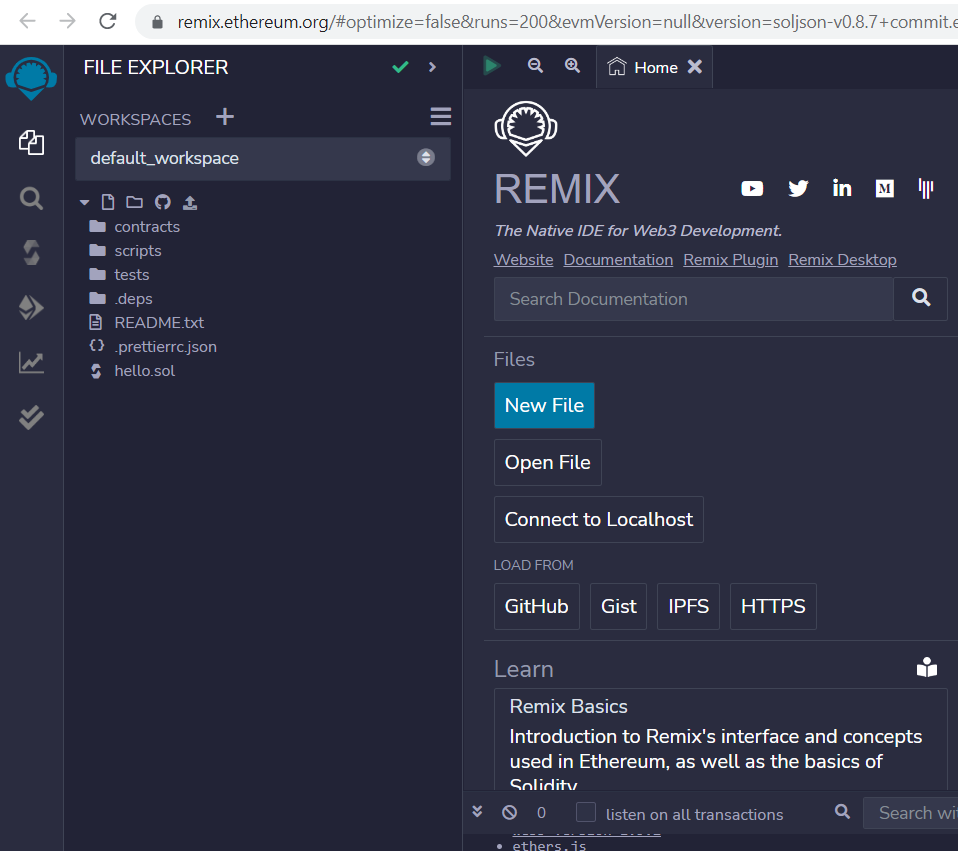 remix.ethereum.org/#optimize=false&runs=200&evmVersion=null&version=soljson-v0.8.7+commit.e
FILE EXPLORER
WORKSPACES
default_workspace
contracts
scripts
tests
.deps
README.txt
.prettierrc.json
hello.sol
Home
REMIX
The Native IDE for Web3 Development.
Website Documentation Remix Plugin Remix Desktop
Search Documentation
Files
New File
Open File
Connect to Localhost
LOAD FROM
GitHub Gist IPFS HTTPS
Learn
Remix Basics
Introduction to Remix's interface and concepts
used in Ethereum, as well as the basics of
Solidity
0 listen on all transactions Search wi
ethers.js